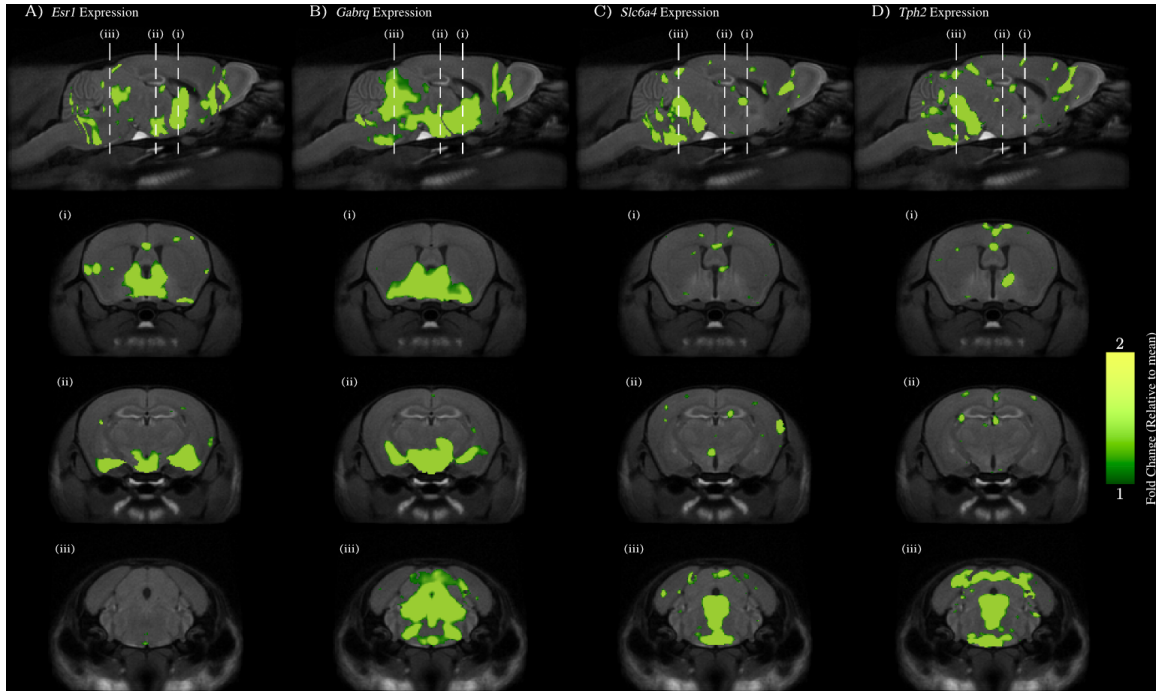 A) Esr1 Expression
B) Gabrq Expression
C) Slc6a4 Expression
D) Tph2 Expression
(iii) (ii) (i)
(iii) (ii) (i)
(iii) (ii) (i)
(iii) (ii) (i)
(i)
(i)
(i)
(i)
(ii)
(ii)
(ii)
(ii)
(iii)
(iii)
(iii)
(iii)
2
1
Fold Change (Relative to mean)